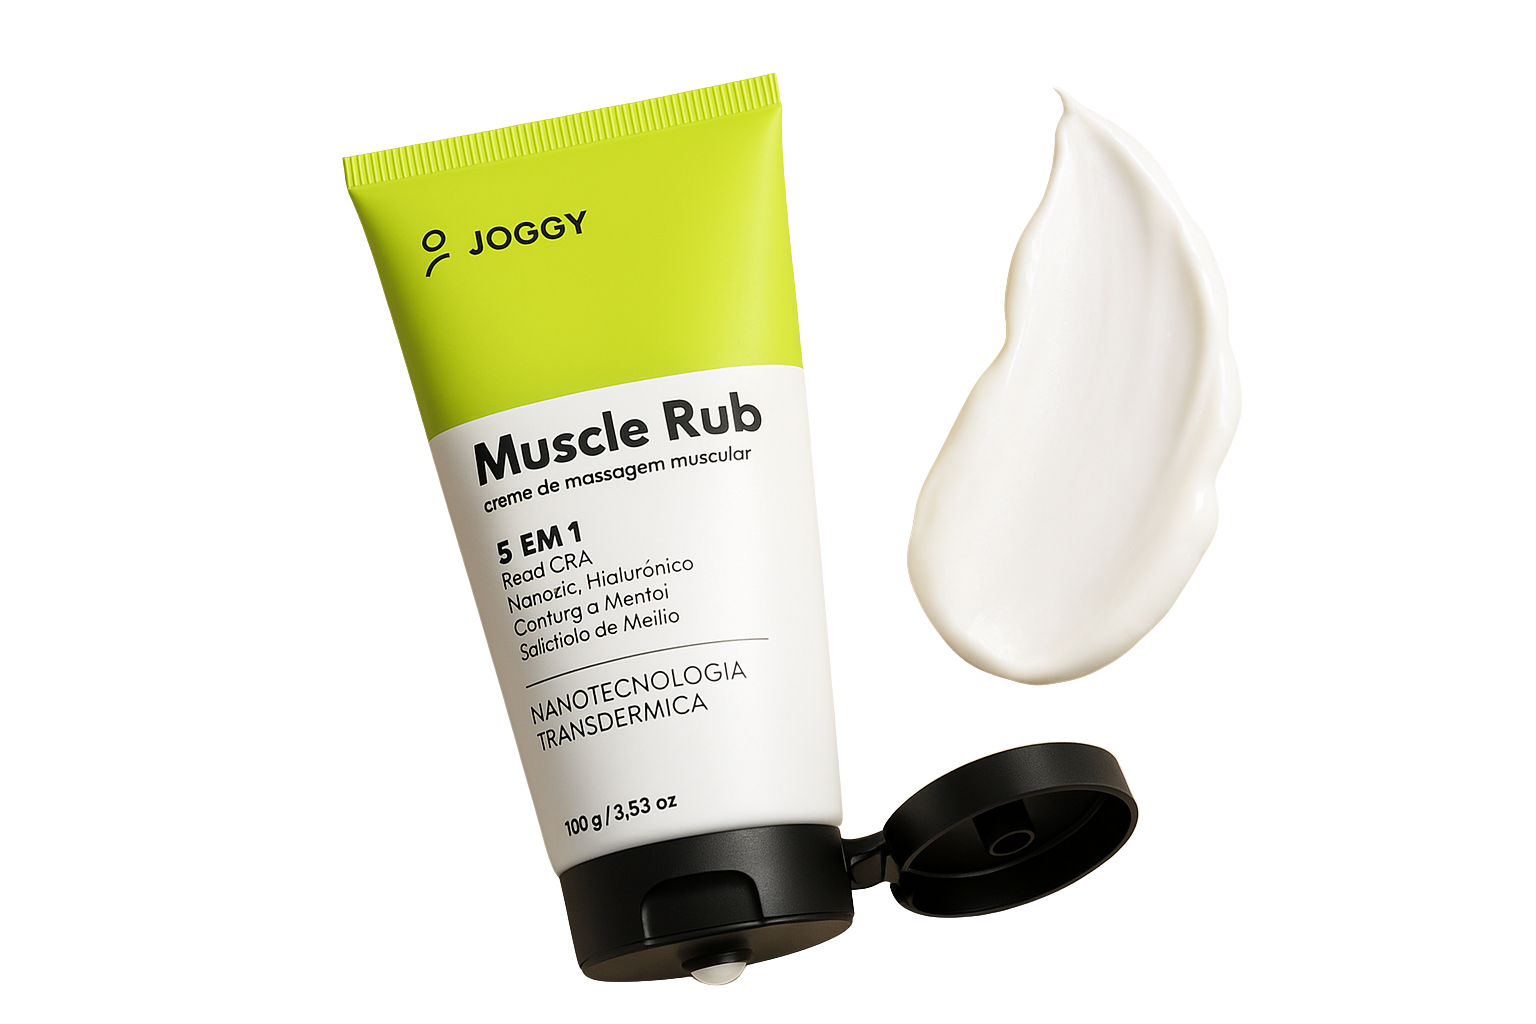 JOGGY
Muscle Rub
creme de massagem muscular
5 EM 1
Read CRA
Nanozic, Hialurónico
Conturg a Mentoi
Salictiolo de Meilio
NANOTECNOLOGIA
TRANSDERMICA
100 g / 3,53 oz